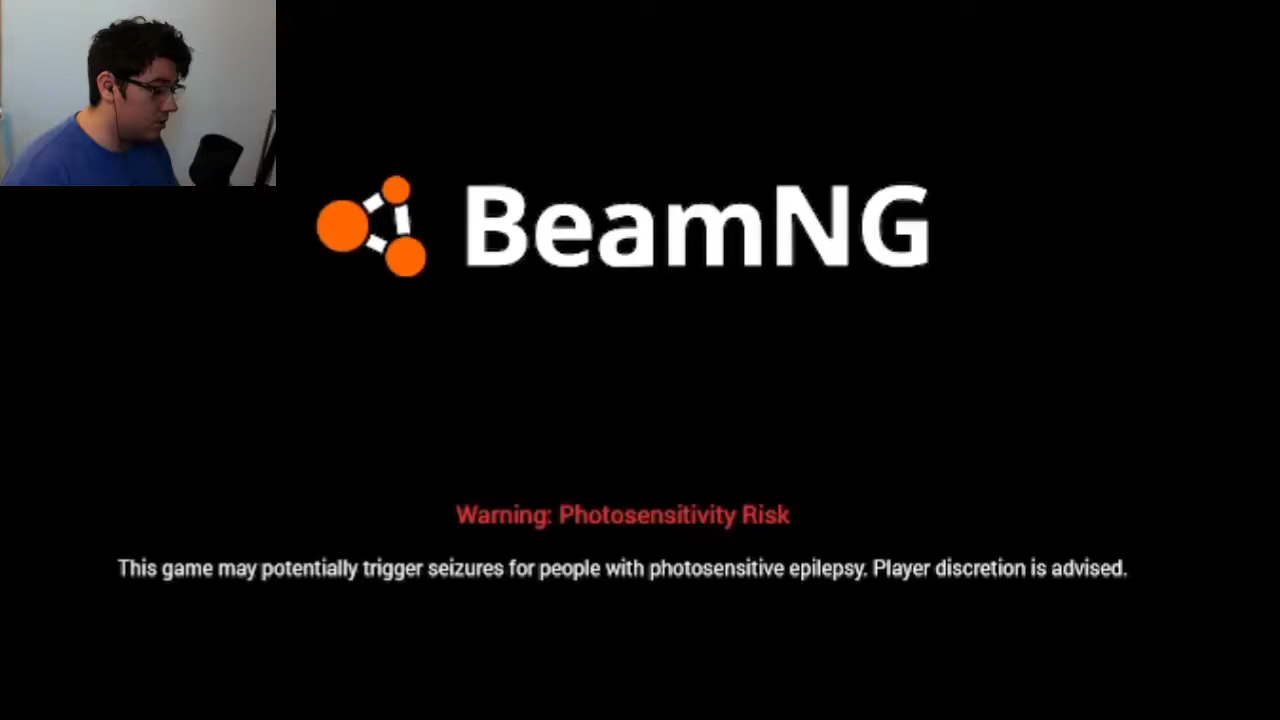 BeamNG
Warning: Photosensitivity Risk
This game may potentially trigger seizures for people with photosensitive epilepsy. Player discretion is advised.